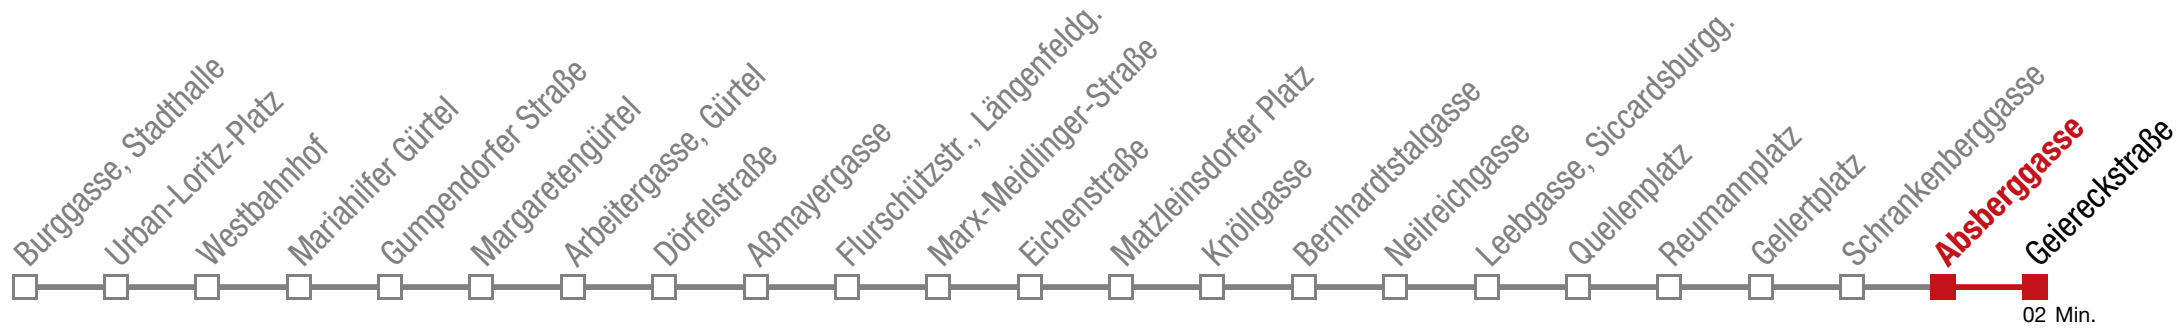 Burggasse, Stadthalle
Urban-Loritz-Platz
Westbahnhof
Mariahilfer Gürtel
Gumpendorfer Straße
Margaretengürtel
Arbeitergasse, Gürtel
Dörfelstraße
Aßmayergasse
Flurschützstr., Längenfeldg.
Marx-Meidlinger-Straße
Eichenstraße
Matzleinsdorfer Platz
Knöllgasse
Bernhardtstalgasse
Neilreichgasse
Leebgasse, Siccardsburgg.
Quellenplatz
Reumannplatz
Gellertplatz
Schrankenberggasse
Absberggasse
Geiereckstraße
02 Min.